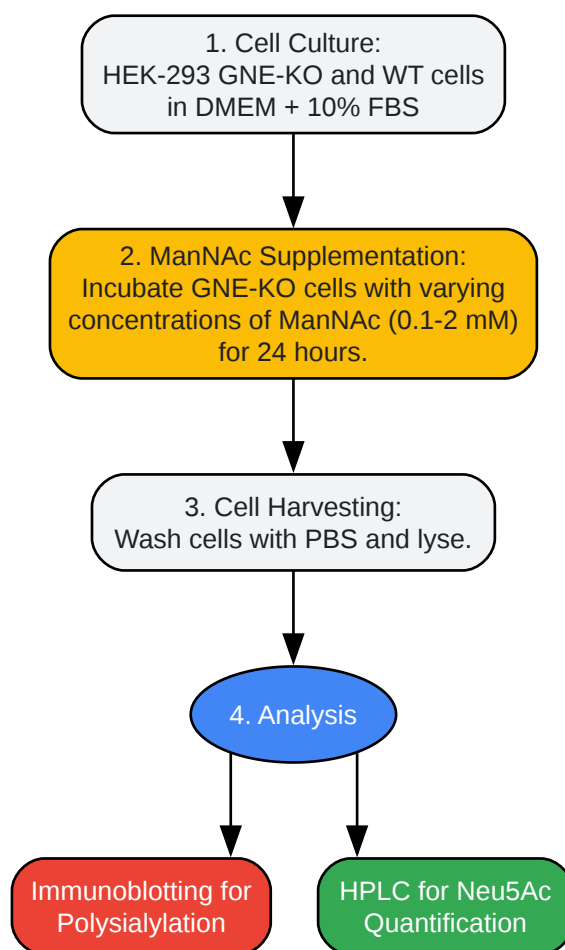 1. Cell Culture:
HEK-293 GNE-KO and WT cells
in DMEM + 10% FBS
2. ManNAc Supplementation:
Incubate GNE-KO cells with varying
concentrations of ManNAc (0.1-2 mM)
for 24 hours.
3. Cell Harvesting:
Wash cells with PBS and lyse.
4. Analysis
Immunoblotting for
Polysialylation
HPLC for Neu5Ac
Quantification